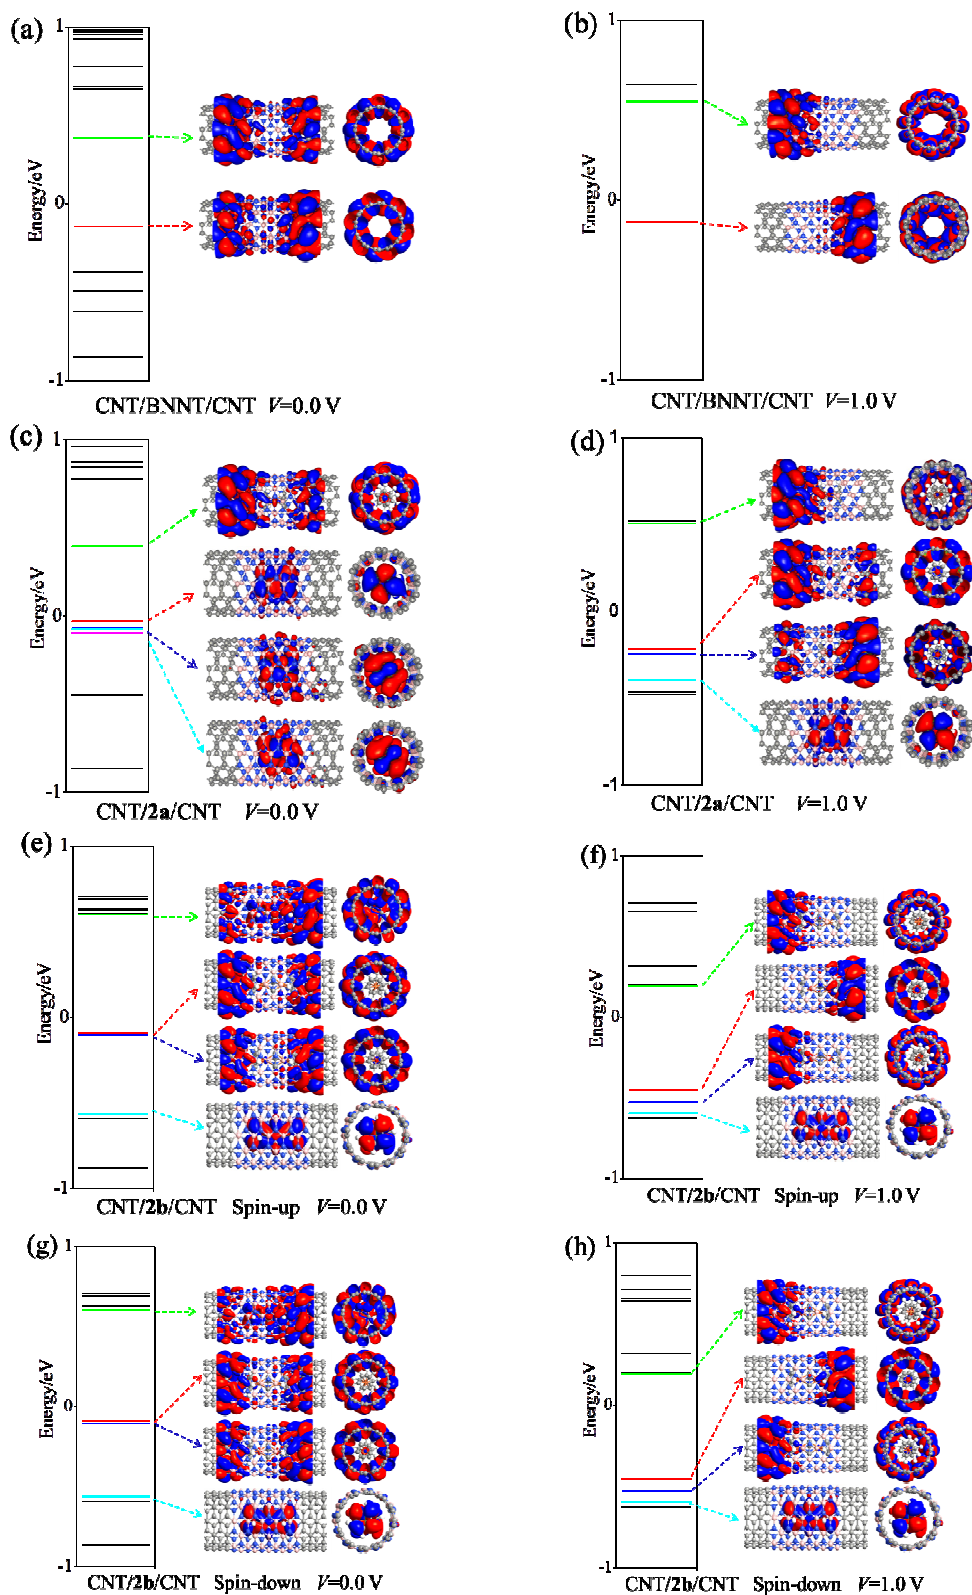 (a)
1
0
-1
Energy/eV
CNT/BNNT/CNT V=0.0 V
(b)
1
0
-1
Energy/eV
CNT/BNNT/CNT V=1.0 V
(c)
1
0
-1
Energy/eV
CNT/2a/CNT V=0.0 V
(d)
1
0
-1
Energy/eV
CNT/2a/CNT V=1.0 V
(e)
1
0
-1
Energy/eV
CNT/2b/CNT Spin-up V=0.0 V
(f)
1
0
-1
Energy/eV
CNT/2b/CNT Spin-up V=1.0 V
(g)
1
0
-1
Energy/eV
CNT/2b/CNT Spin-down V=0.0 V
(h)
1
0
-1
Energy/eV
CNT/2b/CNT Spin-down V=1.0 V